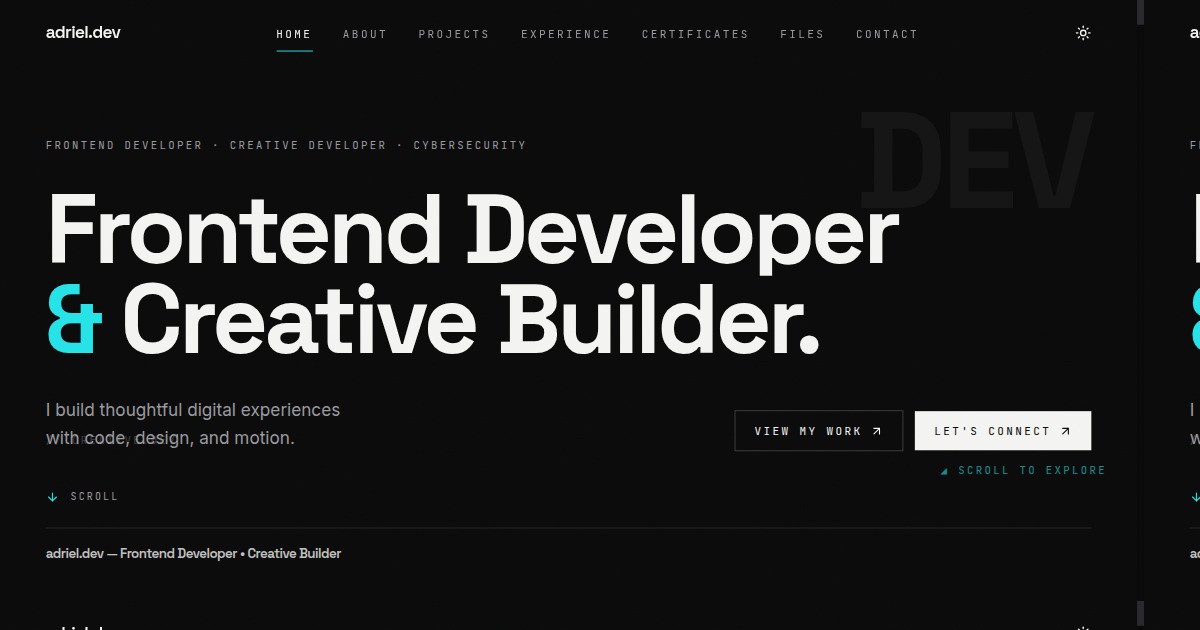 adriel.dev
HOME ABOUT PROJECTS EXPERIENCE CERTIFICATES FILES CONTACT
DEV
FRONTEND DEVELOPER · CREATIVE DEVELOPER · CYBERSECURITY
Frontend Developer
& Creative Builder.
I build thoughtful digital experiences
with code, design, and motion.
VIEW MY WORK
LET'S CONNECT
SCROLL TO EXPLORE
SCROLL
adriel.dev — Frontend Developer • Creative Builder